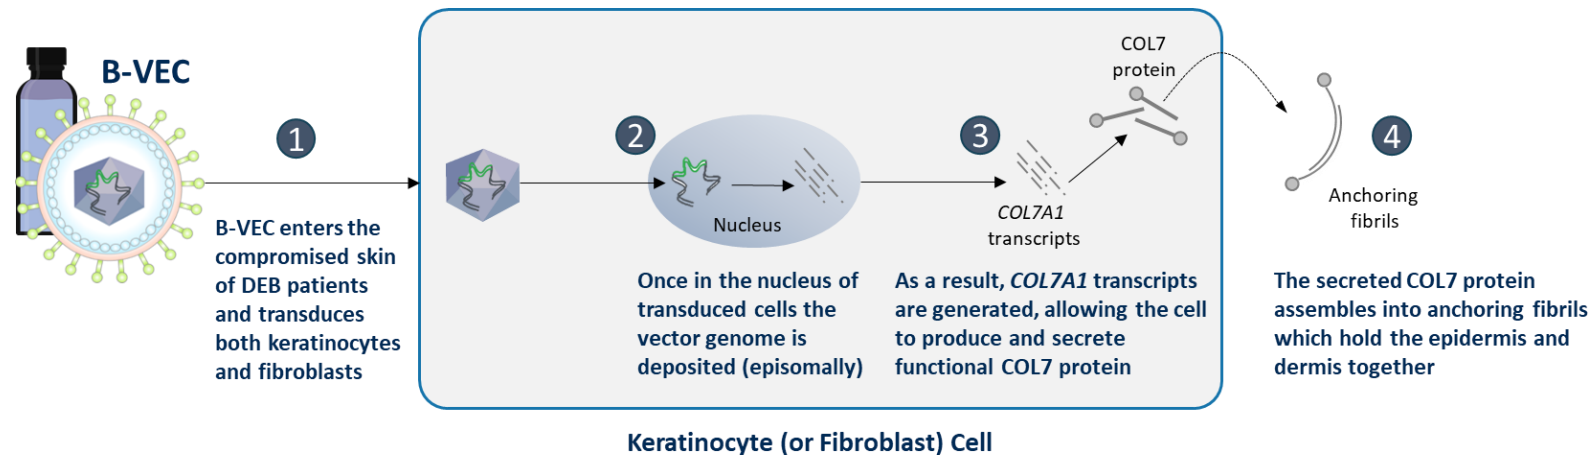 B-VEC
1
B-VEC enters the
compromised skin
of DEB patients
and transduces
both keratinocytes
and fibroblasts
2
Nucleus
Once in the nucleus of
transduced cells the
vector genome is
deposited (episomally)
3
COL7A1
transcripts
COL7
protein
As a result, COL7A1 transcripts
are generated, allowing the cell
to produce and secrete
functional COL7 protein
4
Anchoring
fibrils
The secreted COL7 protein
assembles into anchoring fibrils
which hold the epidermis and
dermis together
Keratinocyte (or Fibroblast) Cell